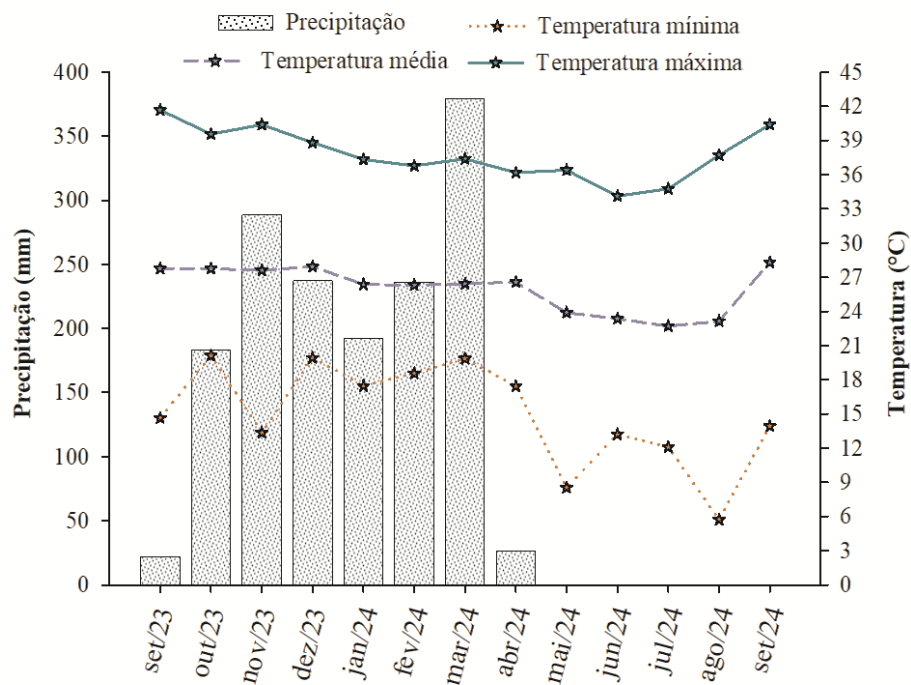 Precipitação
Temperatura mínima
Temperatura média
Temperatura máxima
Precipitação (mm)
400
350
300
250
200
150
100
50
0
45
42
39
36
33
30
27
24
21
18
15
12
9
6
3
0
Temperatura (°C)
set/23
out/23
nov/23
dez/23
jan/24
fev/24
mar/24
abr/24
mai/24
jun/24
jul/24
ago/24
set/24